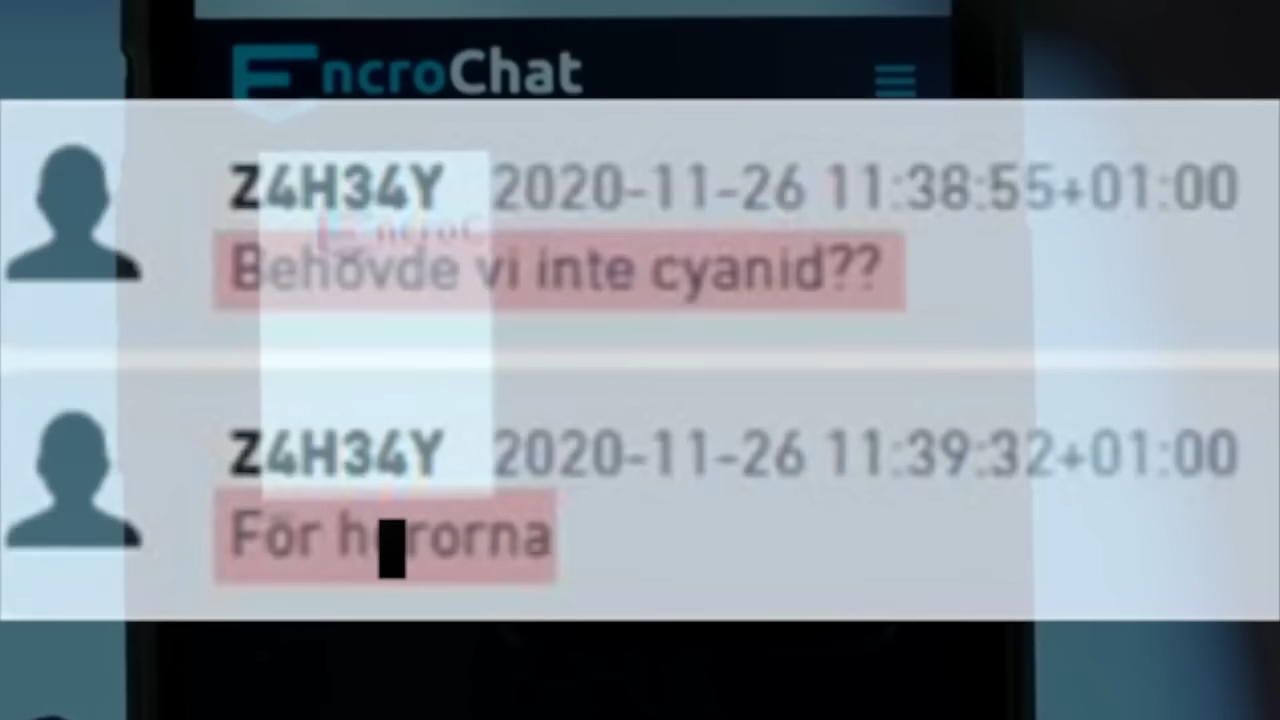 EncroChat
Z4H34Y 2020-11-26 11:38:55+01:00
Behövde vi inte cyanid??
Z4H34Y 2020-11-26 11:39:32+01:00
För